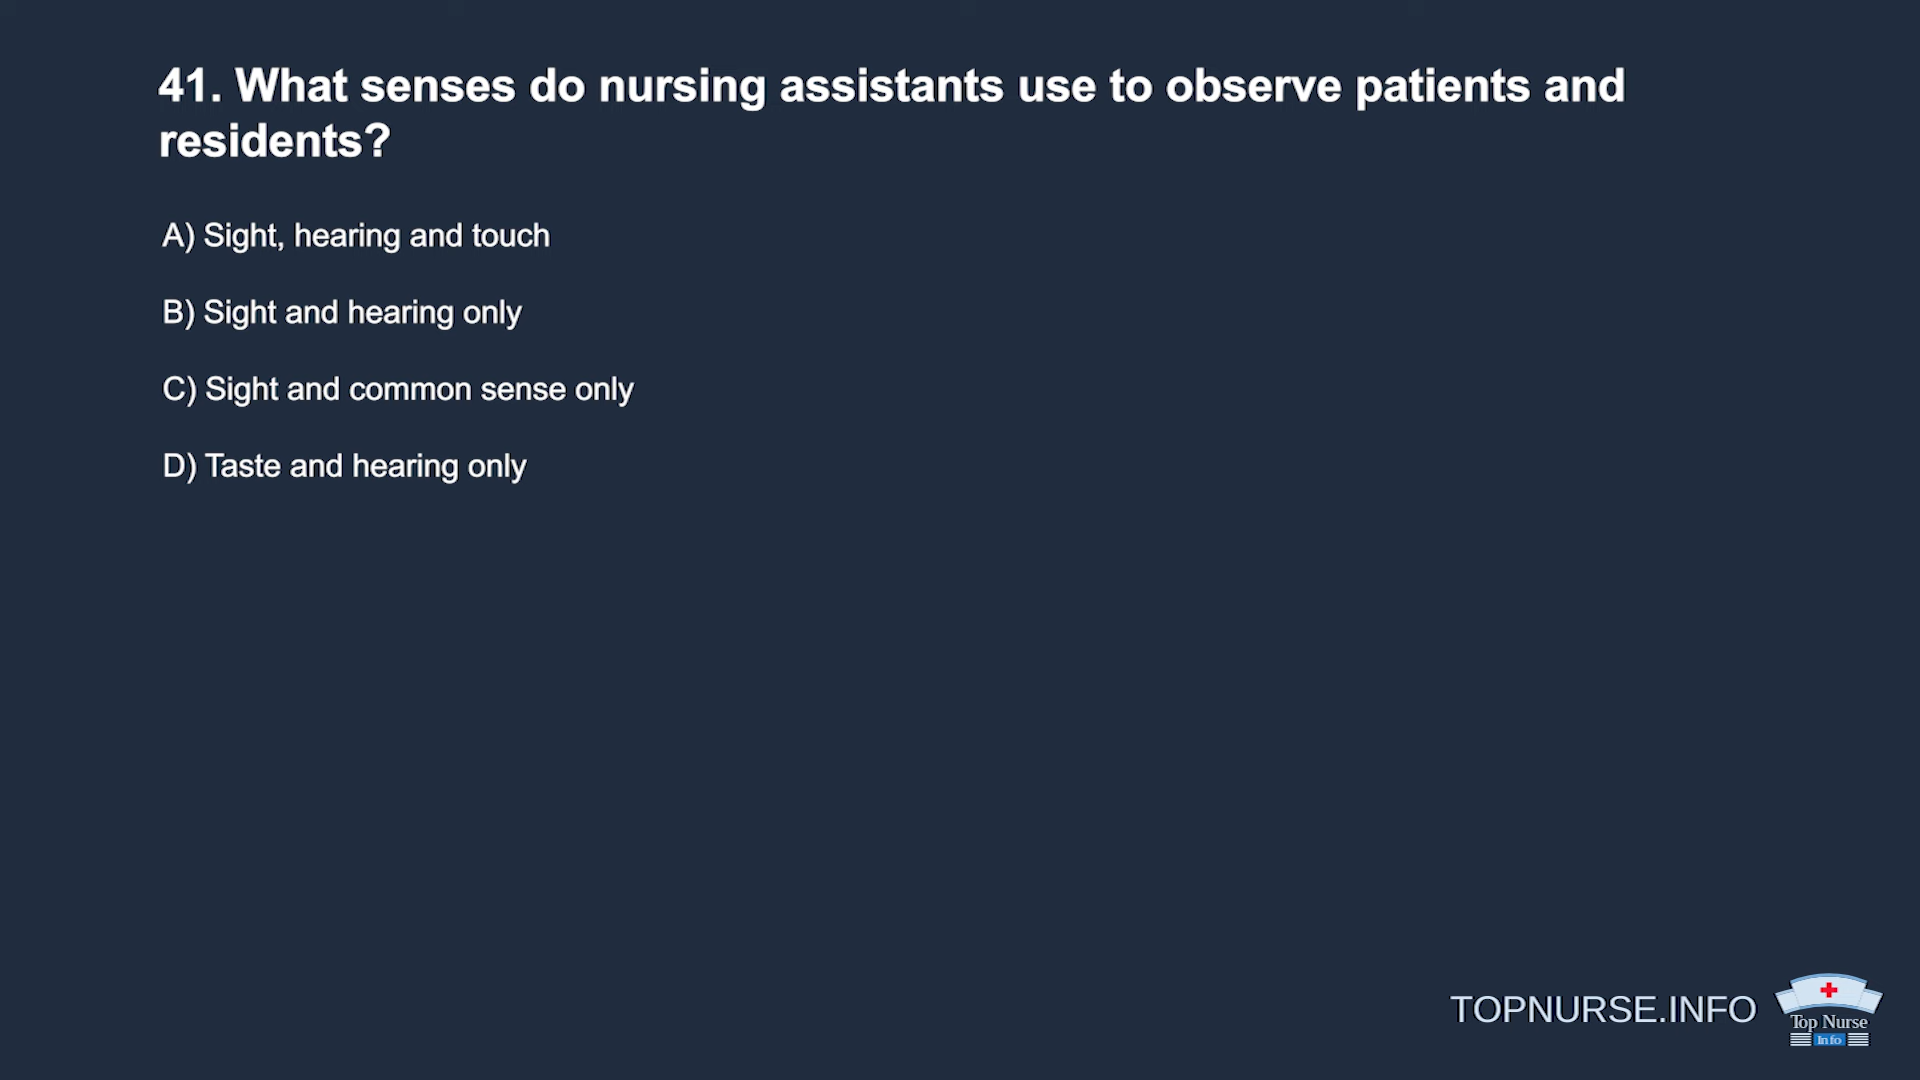 41. What senses do nursing assistants use to observe patients and
residents?
A) Sight, hearing and touch
B) Sight and hearing only
C) Sight and common sense only
D) Taste and hearing only
TOPNURSE.INFO
Top Nurse
Info